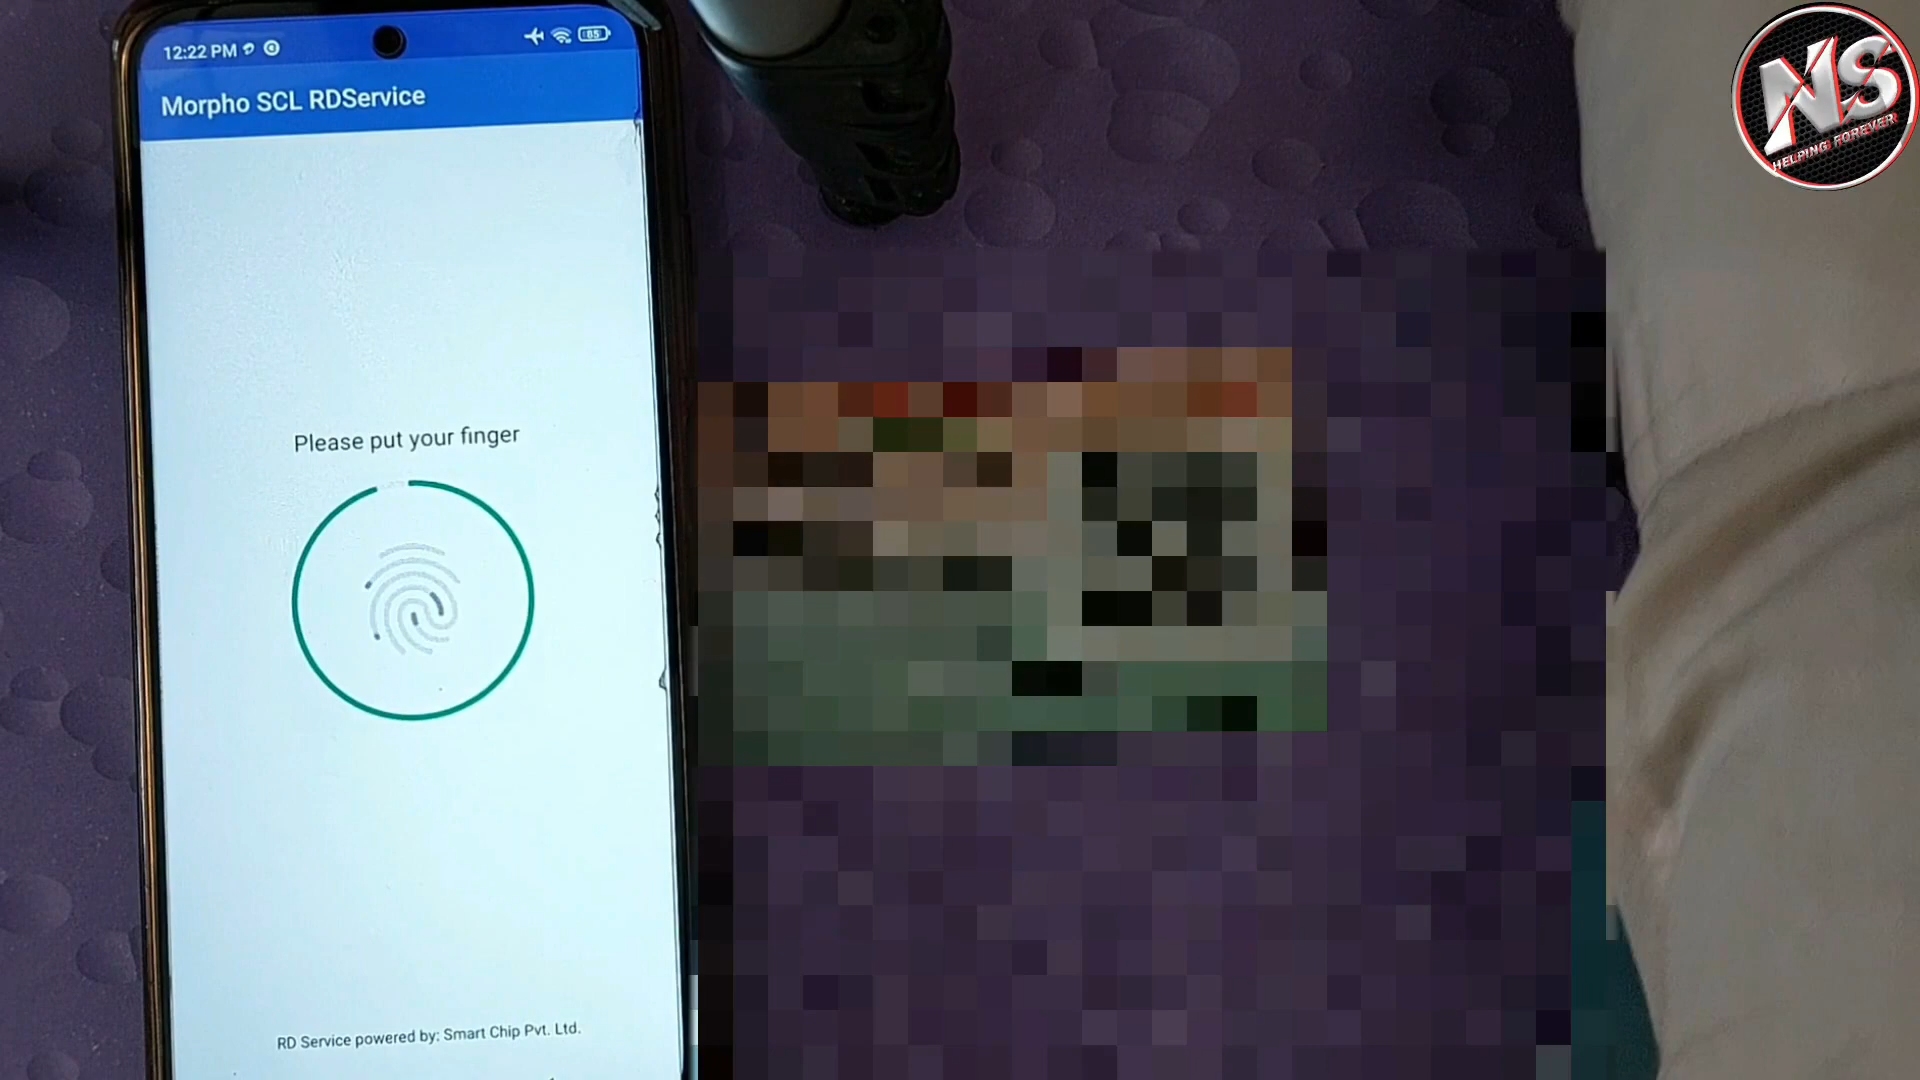 12:22 PM
85
Morpho SCL RDService
Please put your finger
RD Service powered by: Smart Chip Pvt. Ltd.
NS
HELPING FOREVER